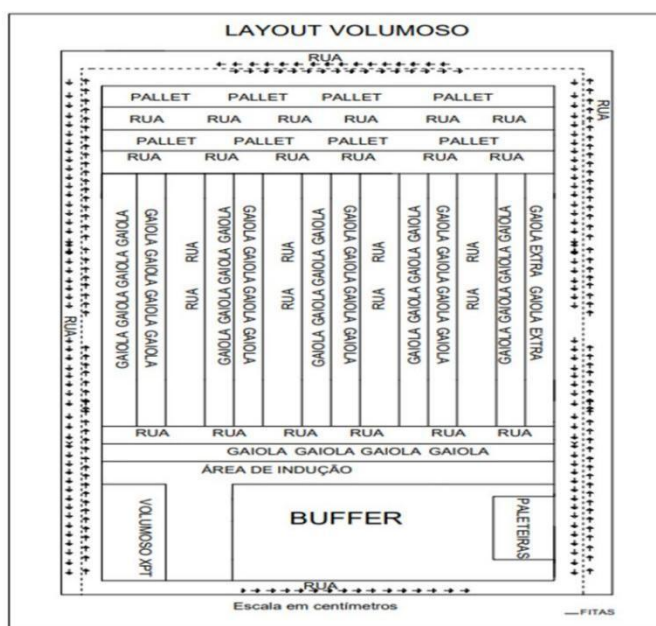 LAYOUT VOLUMOSO
RUA
PALLET PALLET PALLET PALLET
RUA RUA RUA RUA RUA RUA
PALLET PALLET PALLET PALLET
RUA RUA RUA RUA RUA RUA
RUA
RUA
GAIOLA GAIOLA GAIOLA GAIOLA
GAIOLA GAIOLA GAIOLA GAIOLA
RUA RUA
GAIOLA GAIOLA GAIOLA GAIOLA
GAIOLA GAIOLA GAIOLA GAIOLA
RUA RUA
GAIOLA GAIOLA GAIOLA GAIOLA
GAIOLA GAIOLA GAIOLA GAIOLA
RUA RUA
GAIOLA GAIOLA GAIOLA GAIOLA
GAIOLA GAIOLA GAIOLA GAIOLA
RUA RUA
GAIOLA GAIOLA GAIOLA GAIOLA
GAIOLA EXTRA GAIOLA EXTRA
RUA RUA RUA RUA RUA RUA
GAIOLA GAIOLA GAIOLA GAIOLA
ÁREA DE INDUÇÃO
VOLUMOSO XPT
BUFFER
PALETEIRAS
RUA
Escala em centímetros
FITAS